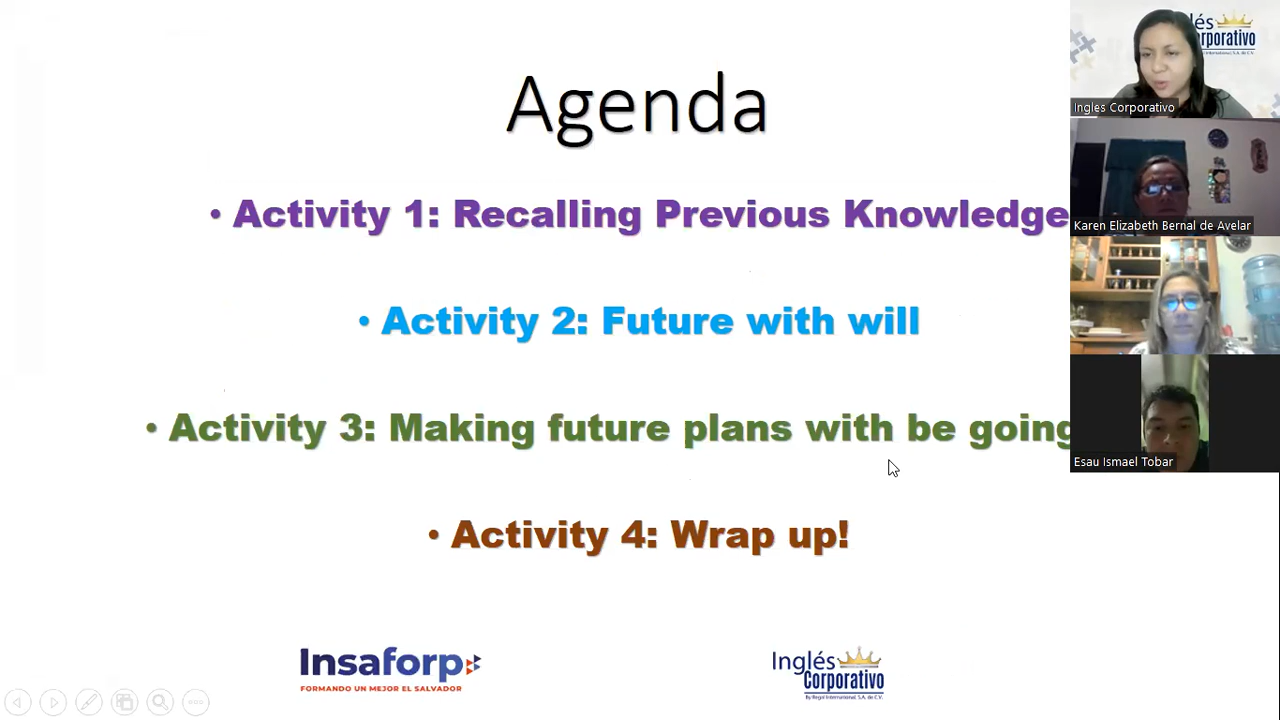 Agenda
• Activity 1: Recalling Previous Knowledge
• Activity 2: Future with will
• Activity 3: Making future plans with be going
• Activity 4: Wrap up!
Insaforp
FORMANDO UN MEJOR EL SALVADOR
Inglés
Corporativo
By Regal International, S.A. de C.V.
lés
rporativo
Ingles Corporativo
Karen Elizabeth Bernal de Avelar
Esau Ismael Tobar